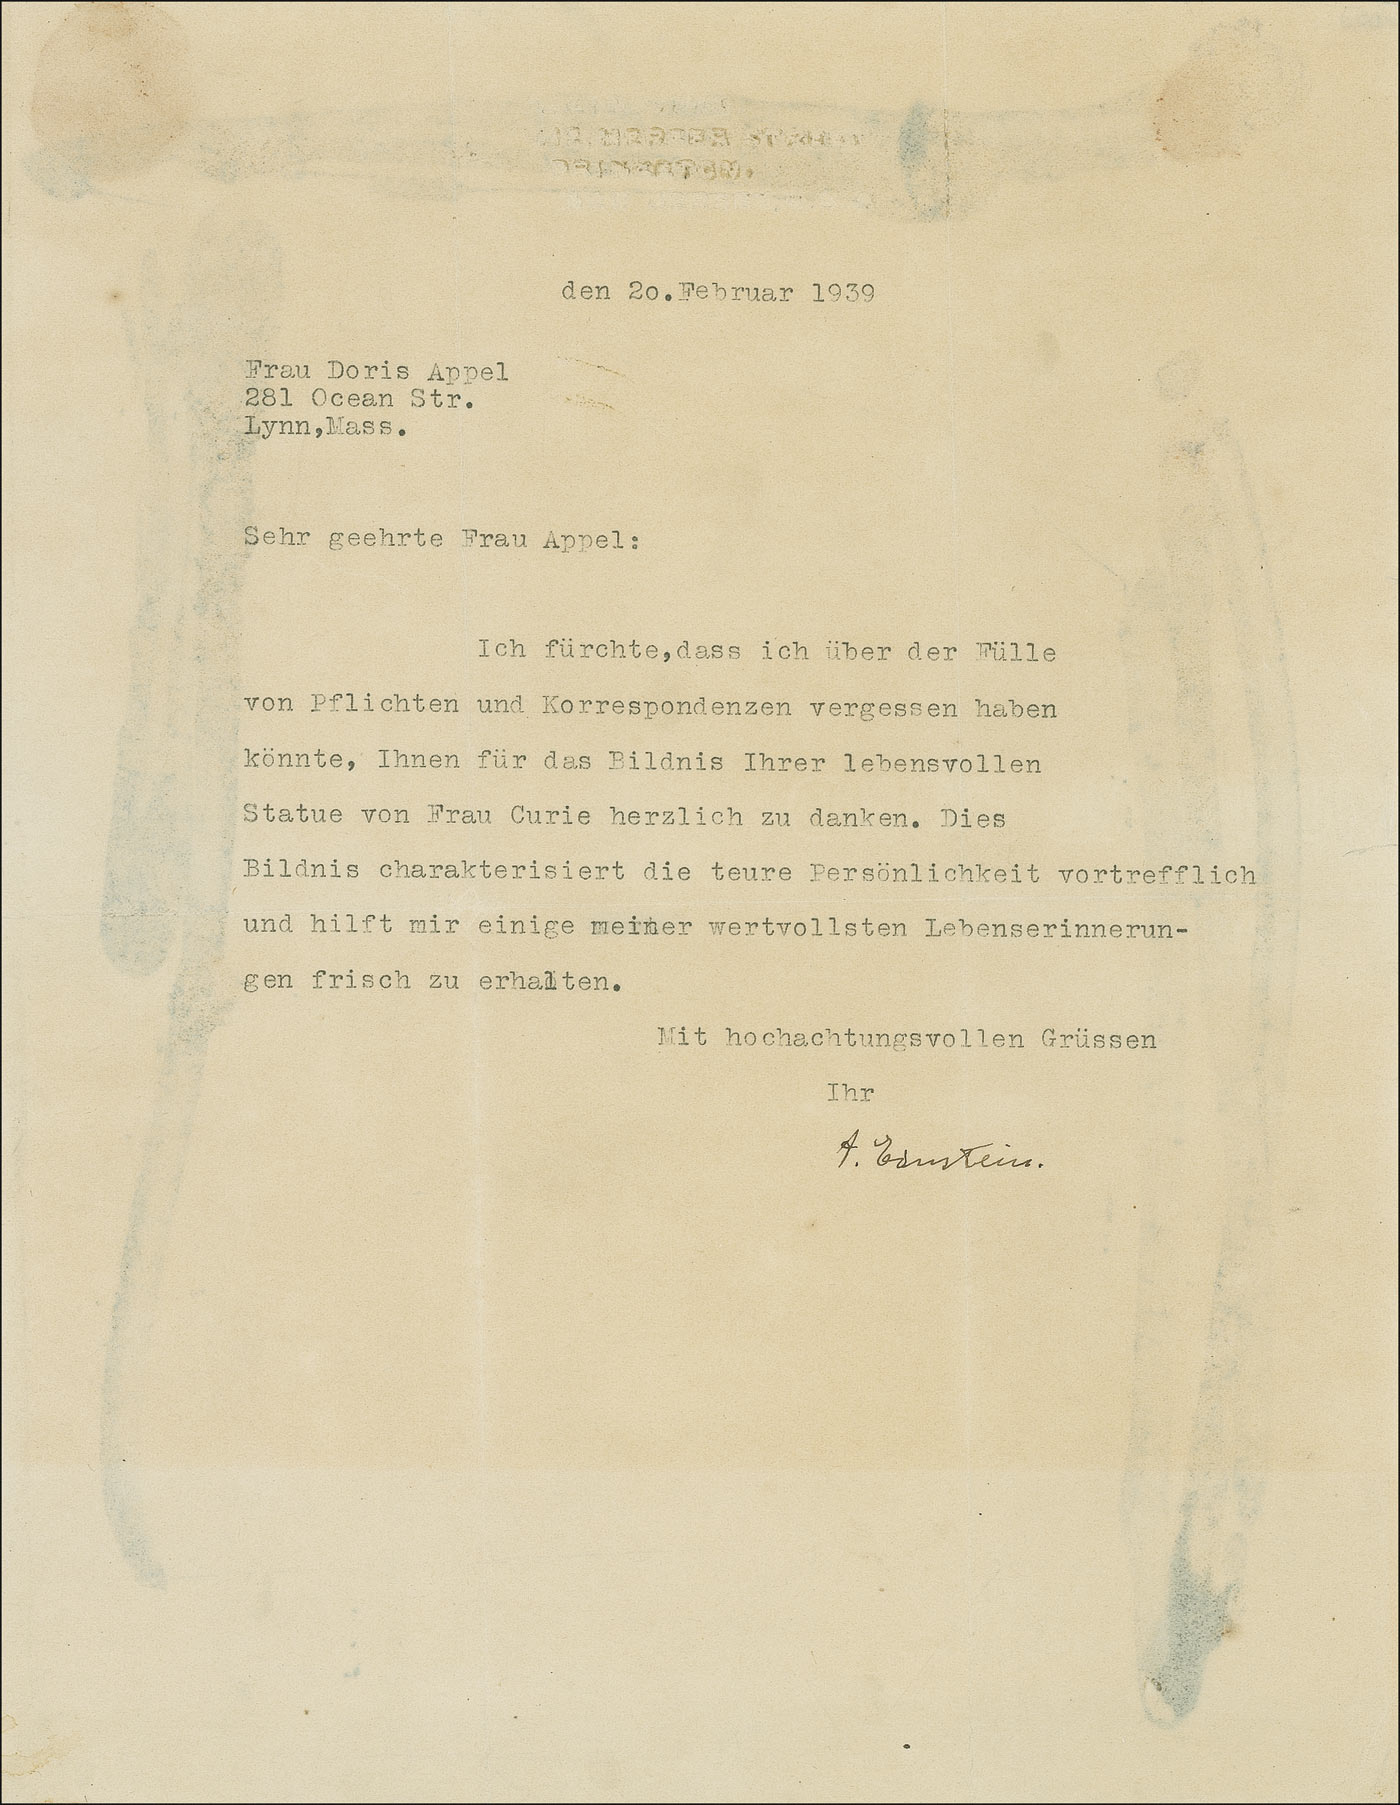 den 2o.Februar 1939
Frau Doris Appel
281 Ocean Str.
Lynn,Mass.
Sehr geehrte Frau Appel:
Ich fürchte,dass ich über der Fülle
von Pflichten und Korrespondenzen vergessen haben
könnte, Ihnen für das Bildnis Ihrer lebensvollen
Statue von Frau Curie herzlich zu danken. Dies
Bildnis charakterisiert die teure Persönlichkeit vortrefflich
und hilft mir einige meiner wertvollsten Lebenserinnerun-
gen frisch zu erhalten.
Mit hochachtungsvollen Grüssen
Ihr
A. Einstein.